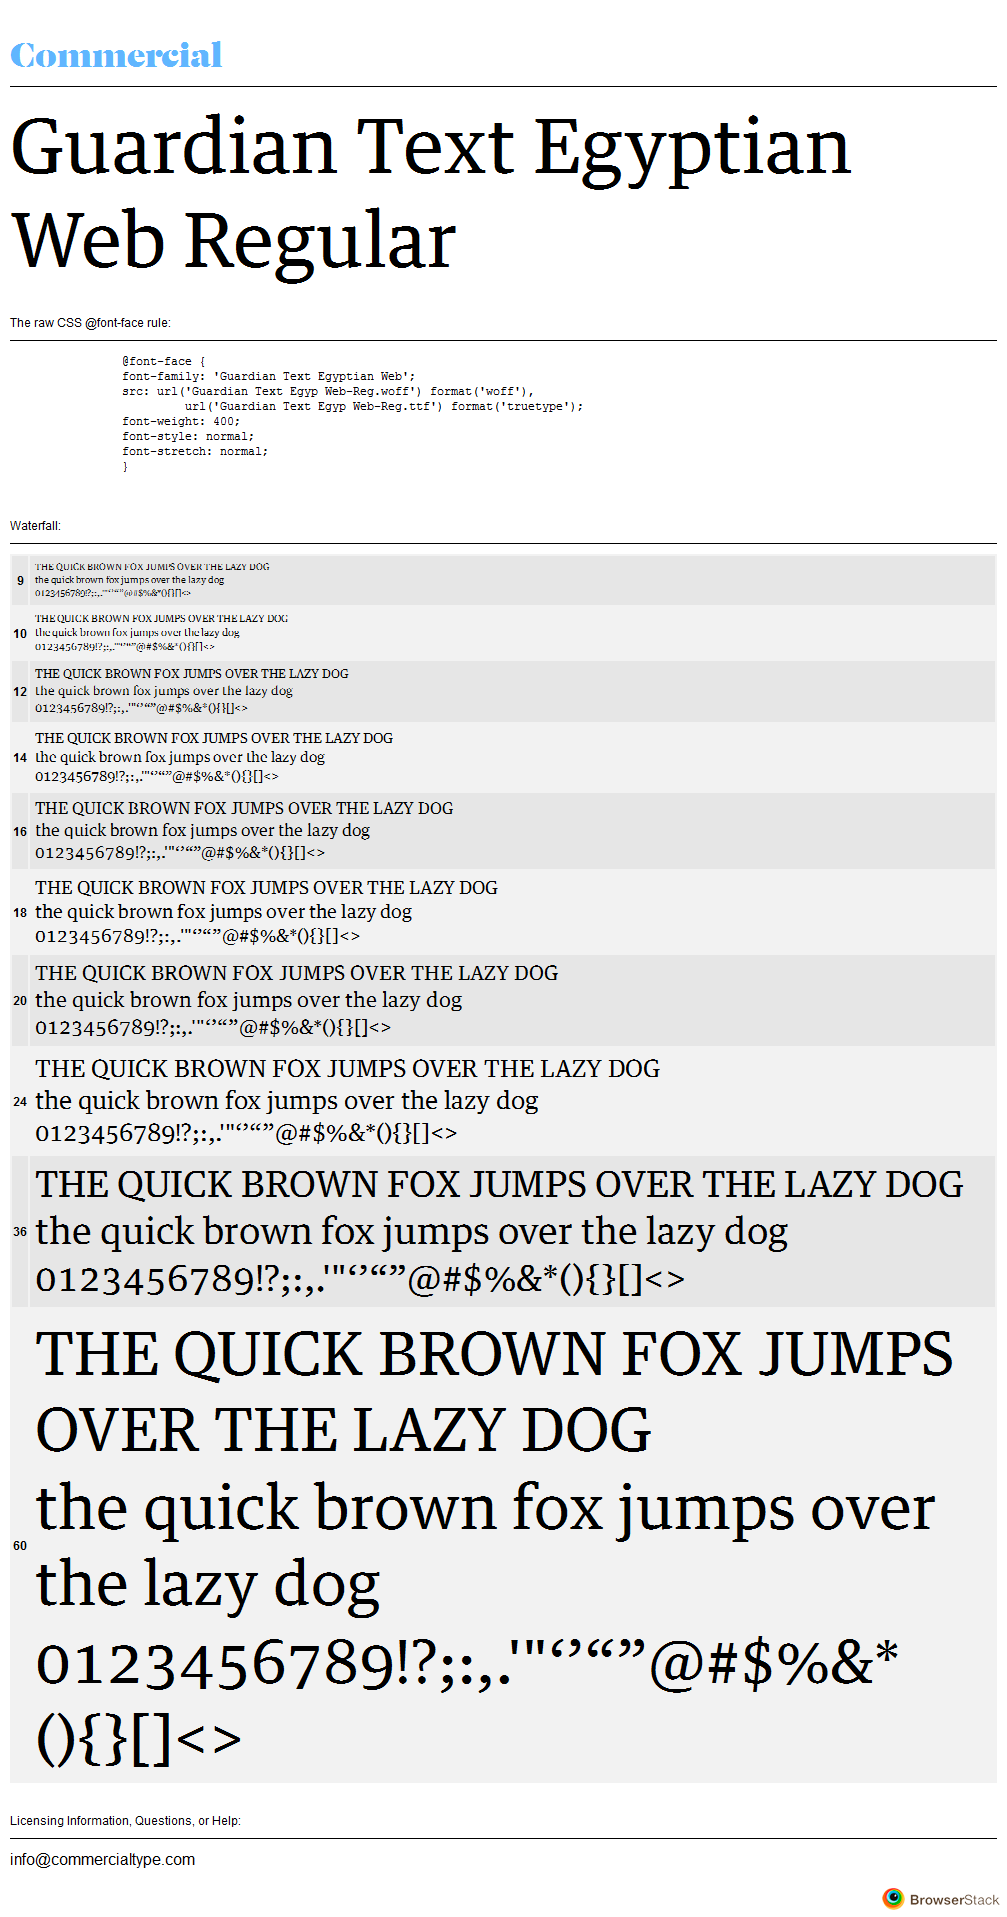 Commercial
Guardian Text Egyptian
Web Regular
The raw CSS @font-face rule:
@font-face {
font-family: 'Guardian Text Egyptian Web';
src: url('Guardian Text Egyp Web-Reg.woff') format('woff'),
url('Guardian Text Egyp Web-Reg.ttf') format('truetype');
font-weight: 400;
font-style: normal;
font-stretch: normal;
}
Waterfall:
THE QUICK BROWN FOX JUMPS OVER THE LAZY DOG
9 the quick brown fox jumps over the lazy dog
0123456789!?;:,.'"‘’“”@#$%&*(){}[]<>
THE QUICK BROWN FOX JUMPS OVER THE LAZY DOG
10 the quick brown fox jumps over the lazy dog
0123456789!?;:,.'"‘’“”@#$%&*(){}[]<>
THE QUICK BROWN FOX JUMPS OVER THE LAZY DOG
12 the quick brown fox jumps over the lazy dog
0123456789!?;:,.'"‘’“”@#$%&*(){}[]<>
THE QUICK BROWN FOX JUMPS OVER THE LAZY DOG
14 the quick brown fox jumps over the lazy dog
0123456789!?;:,.'"‘’“”@#$%&*(){}[]<>
THE QUICK BROWN FOX JUMPS OVER THE LAZY DOG
16 the quick brown fox jumps over the lazy dog
0123456789!?;:,.'"‘’“”@#$%&*(){}[]<>
THE QUICK BROWN FOX JUMPS OVER THE LAZY DOG
18 the quick brown fox jumps over the lazy dog
0123456789!?;:,.'"‘’“”@#$%&*(){}[]<>
THE QUICK BROWN FOX JUMPS OVER THE LAZY DOG
20 the quick brown fox jumps over the lazy dog
0123456789!?;:,.'"‘’“”@#$%&*(){}[]<>
THE QUICK BROWN FOX JUMPS OVER THE LAZY DOG
24 the quick brown fox jumps over the lazy dog
0123456789!?;:,.'"‘’“”@#$%&*(){}[]<>
THE QUICK BROWN FOX JUMPS OVER THE LAZY DOG
36 the quick brown fox jumps over the lazy dog
0123456789!?;:,.'"‘’“”@#$%&*(){}[]<>
THE QUICK BROWN FOX JUMPS
OVER THE LAZY DOG
the quick brown fox jumps over
60
the lazy dog
0123456789!?;:,.'"‘’“”@#$%&*
(){}[]<>
Licensing Information, Questions, or Help:
info@commercialtype.com
BrowserStack